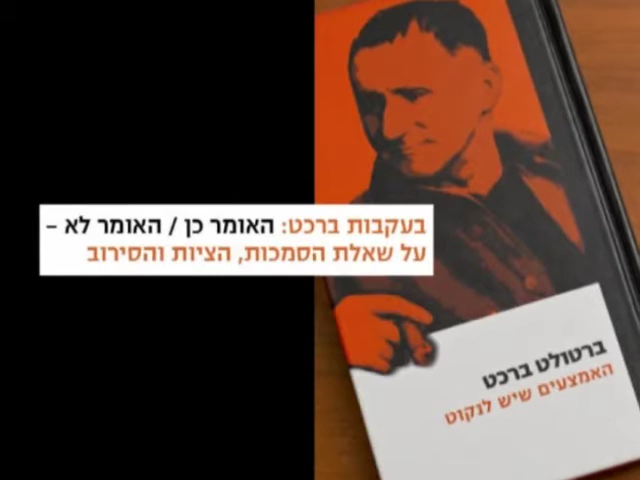 בעקבות ברכט: האומר כן / האומר לא –
על שאלת הסמכות, הציות והסירוב
ברטולט ברכט
האמצעים שיש לנקוט